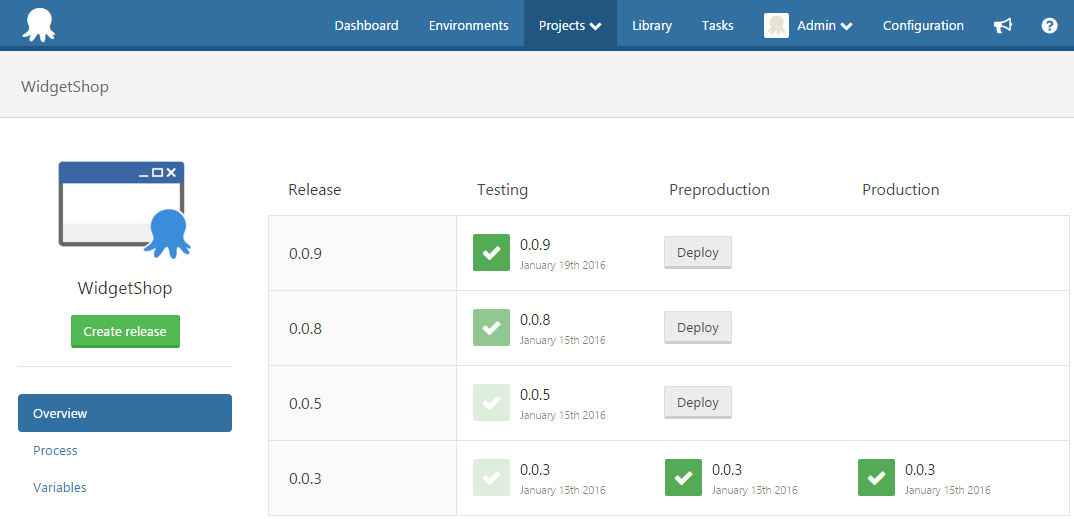 Dashboard Environments Projects Library Tasks Admin Configuration
WidgetShop
Release Testing Preproduction Production
0.0.9 0.0.9 Deploy
January 19th 2016
0.0.8 0.0.8 Deploy
January 15th 2016
0.0.5 0.0.5 Deploy
January 15th 2016
0.0.3 0.0.3 0.0.3 0.0.3
January 15th 2016 January 15th 2016 January 15th 2016
WidgetShop
Create release
Overview
Process
Variables